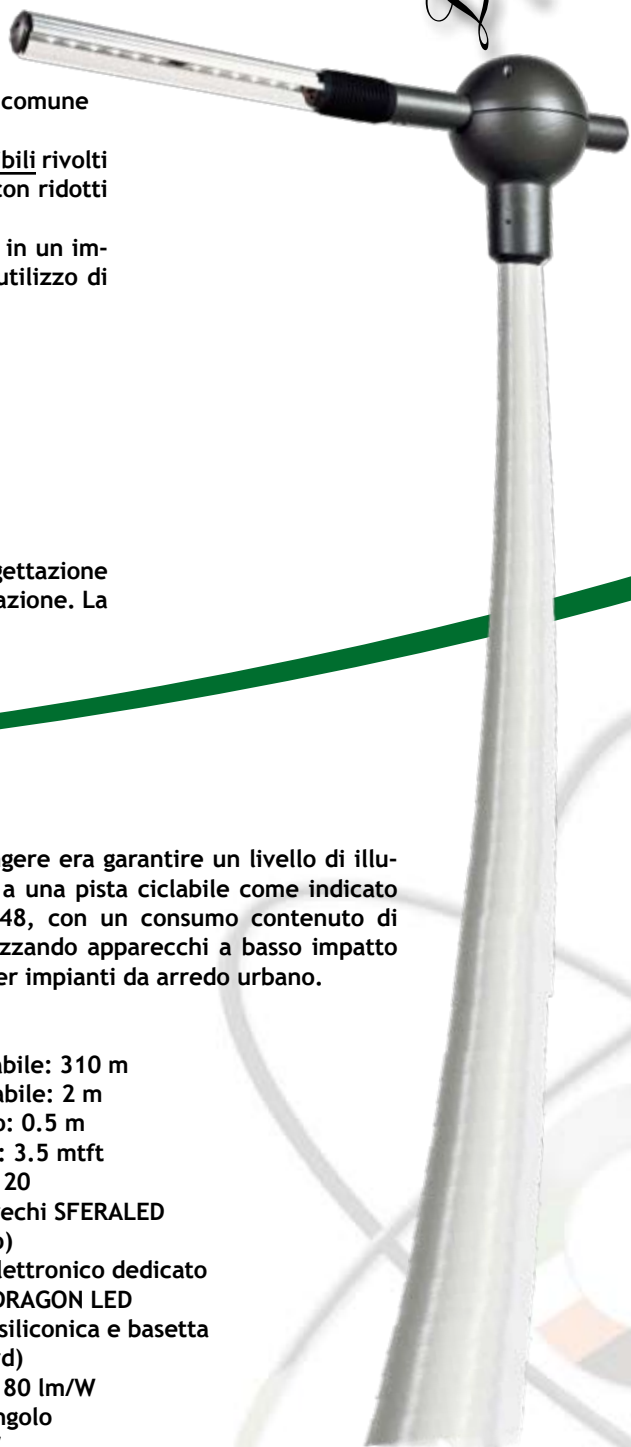 comune
bili rivolti
con ridotti
in un im-
utilizzo di
gettazione
azione. La
gere era garantire un livello di illu-
a una pista ciclabile come indicato
48, con un consumo contenuto di
zzando apparecchi a basso impatto
er impianti da arredo urbano.
abile: 310 m
abile: 2 m
o: 0.5 m
: 3.5 mtft
20
echi SFERALED
o)
lettronico dedicato
DRAGON LED
siliconica e basetta
d)
80 lm/W
ngolo